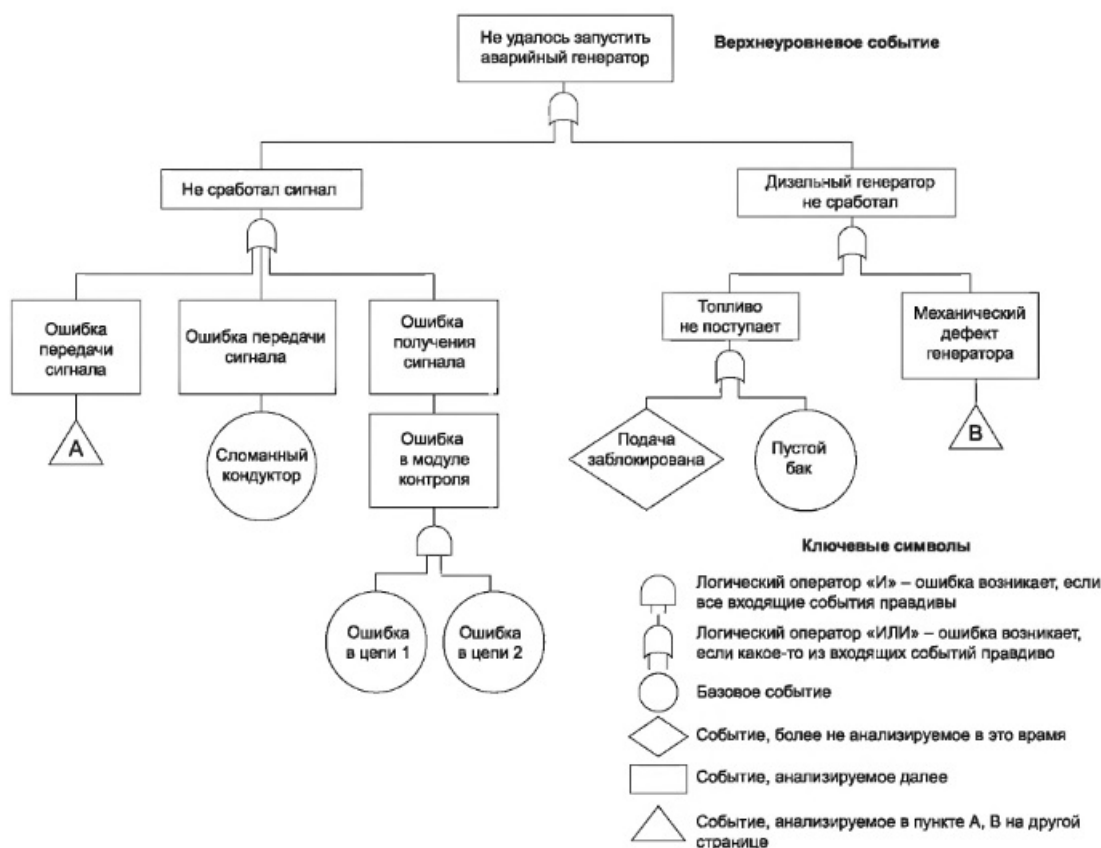 Не удалось запустить
аварийный генератор
Верхнеуровневое событие
Не сработал сигнал
Дизельный генератор
не сработал
Ошибка
передачи
сигнала
Ошибка передачи
сигнала
Ошибка
получения
сигнала
Топливо
не поступает
Механический
дефект
генератора
А
Сломанный
кондуктор
Ошибка
в модуле
контроля
Подача
заблокирована
Пустой
бак
В
Ошибка
в цепи 1
Ошибка
в цепи 2
Ключевые символы
Логический оператор «И» – ошибка возникает, если
все входящие события правдивы
Логический оператор «ИЛИ» – ошибка возникает,
если какое-то из входящих событий правдиво
Базовое событие
Событие, более не анализируемое в это время
Событие, анализируемое далее
Событие, анализируемое в пункте А, В на другой
странице